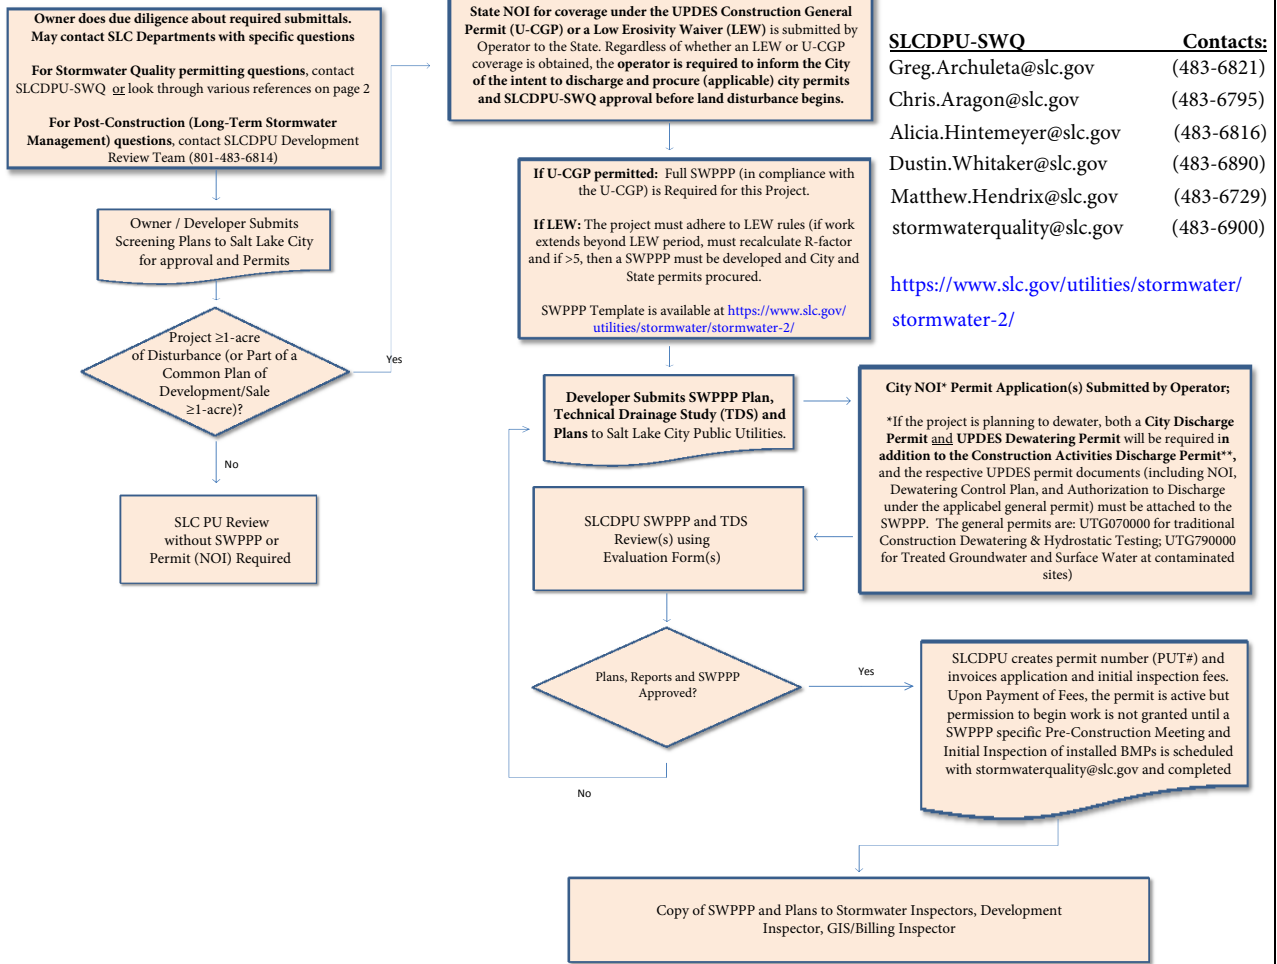 Owner does due diligence about required submittals.
May contact SLC Departments with specific questions
For Stormwater Quality permitting questions, contact
SLCDPU-SWQ or look through various references on page 2
For Post-Construction (Long-Term Stormwater
Management) questions, contact SLCDPU Development
Review Team (801-483-6814)
Owner / Developer Submits
Screening Plans to Salt Lake City
for approval and Permits
Project ≥1-acre
of Disturbance (or Part of a
Common Plan of
Development/Sale
≥1-acre)?
Yes
No
SLC PU Review
without SWPPP or
Permit (NOI) Required
State NOI for coverage under the UPDES Construction General
Permit (U-CGP) or a Low Erosivity Waiver (LEW) is submitted by
Operator to the State. Regardless of whether an LEW or U-CGP
coverage is obtained, the operator is required to inform the City
of the intent to discharge and procure (applicable) city permits
and SLCDPU-SWQ approval before land disturbance begins.
If U-CGP permitted: Full SWPPP (in compliance with
the U-CGP) is Required for this Project.
If LEW: The project must adhere to LEW rules (if work
extends beyond LEW period, must recalculate R-factor
and if >5, then a SWPPP must be developed and City and
State permits procured.
SWPPP Template is available at https://www.slc.gov/
utilities/stormwater/stormwater-2/
SLCDPU-SWQ Contacts:
Greg.Archuleta@slc.gov (483-6821)
Chris.Aragon@slc.gov (483-6795)
Alicia.Hintemeyer@slc.gov (483-6816)
Dustin.Whitaker@slc.gov (483-6890)
Matthew.Hendrix@slc.gov (483-6729)
stormwaterquality@slc.gov (483-6900)
https://www.slc.gov/utilities/stormwater/
stormwater-2/
Developer Submits SWPPP Plan,
Technical Drainage Study (TDS) and
Plans to Salt Lake City Public Utilities.
City NOI* Permit Application(s) Submitted by Operator;
*If the project is planning to dewater, both a City Discharge
Permit and UPDES Dewatering Permit will be required in
addition to the Construction Activities Discharge Permit**,
and the respective UPDES permit documents (including NOI,
Dewatering Control Plan, and Authorization to Discharge
under the applicabel general permit) must be attached to the
SWPPP. The general permits are: UTG070000 for traditional
Construction Dewatering & Hydrostatic Testing; UTG790000
for Treated Groundwater and Surface Water at contaminated
sites)
SLCDPU SWPPP and TDS
Review(s) using
Evaluation Form(s)
Plans, Reports and SWPPP
Approved?
Yes
No
SLCDPU creates permit number (PUT#) and
invoices application and initial inspection fees.
Upon Payment of Fees, the permit is active but
permission to begin work is not granted until a
SWPPP specific Pre-Construction Meeting and
Initial Inspection of installed BMPs is scheduled
with stormwaterquality@slc.gov and completed
Copy of SWPPP and Plans to Stormwater Inspectors, Development
Inspector, GIS/Billing Inspector